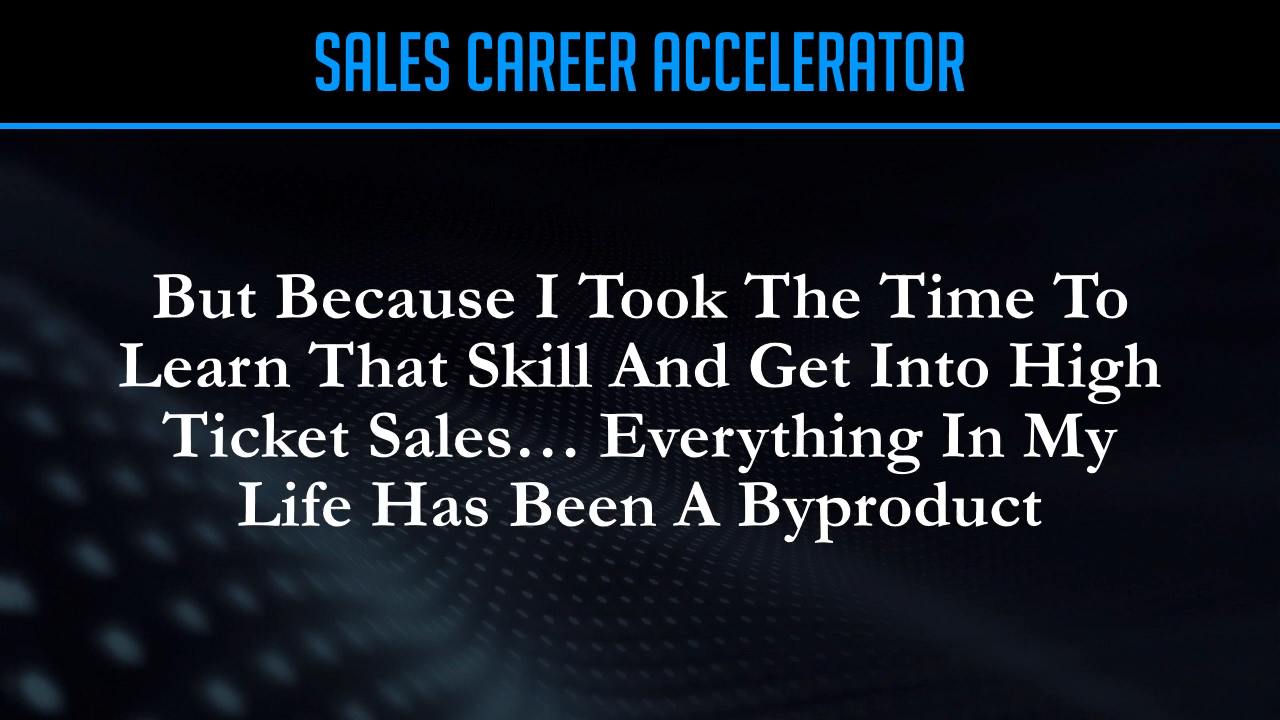 SALES CAREER ACCELERATOR
But Because I Took The Time To
Learn That Skill And Get Into High
Ticket Sales… Everything In My
Life Has Been A Byproduct